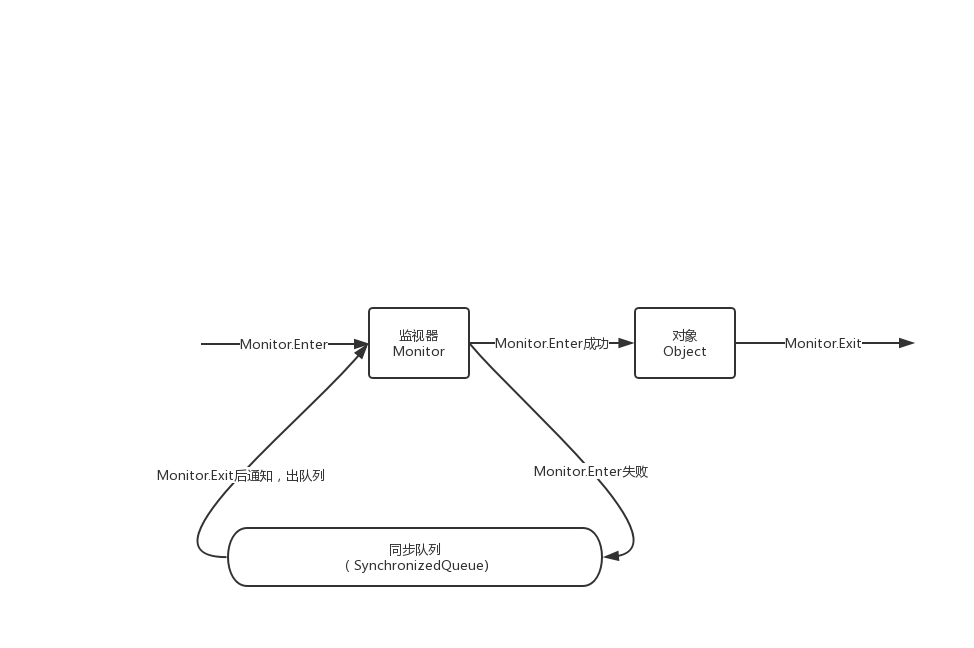 监视器
Monitor
对象
Object
Monitor.Enter
Monitor.Enter成功
Monitor.Exit
Monitor.Exit后通知，出队列
Monitor.Enter失败
同步队列
（ SynchronizedQueue)